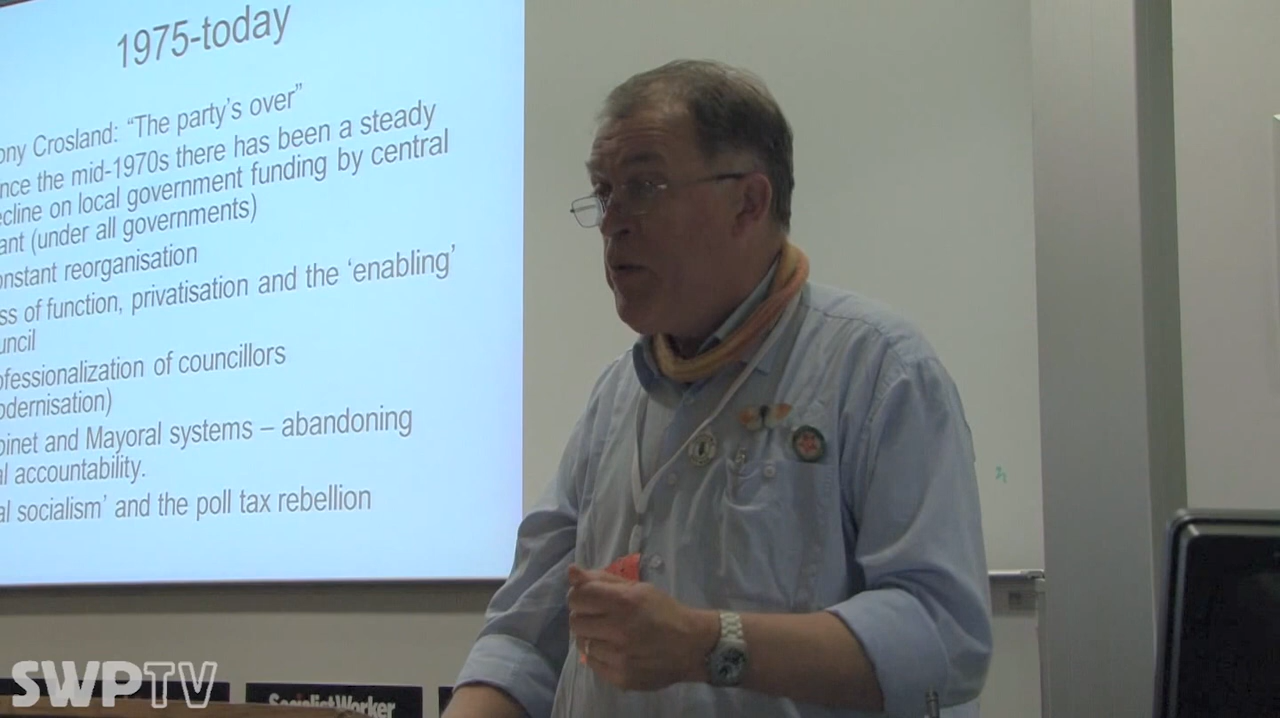 1975-today
ony Crosland: “The party’s over”
nce the mid-1970s there has been a steady
ecline on local government funding by central
ant (under all governments)
onstant reorganisation
ss of function, privatisation and the ‘enabling’
uncil
ofessionalization of councillors
odernisation)
binet and Mayoral systems – abandoning
al accountability.
al socialism’ and the poll tax rebellion
SWPTV
Socialist Worker